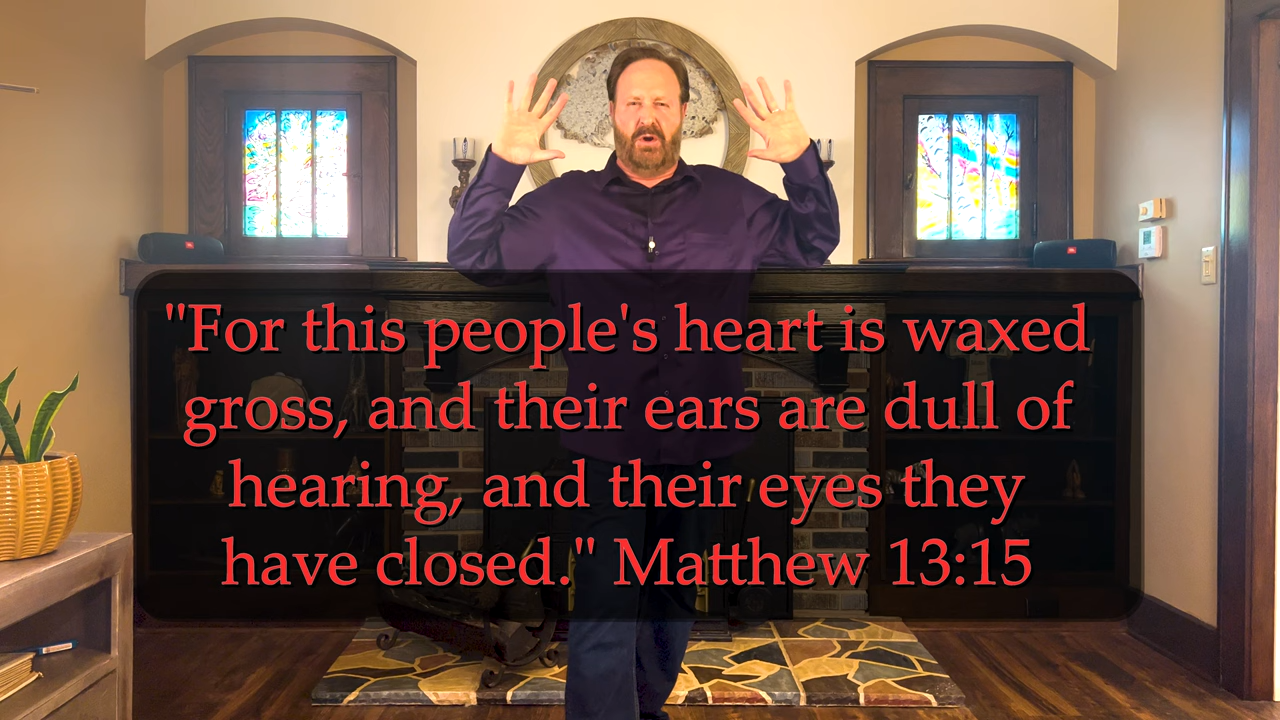 "For this people's heart is waxed
gross, and their ears are dull of
hearing, and their eyes they
have closed." Matthew 13:15